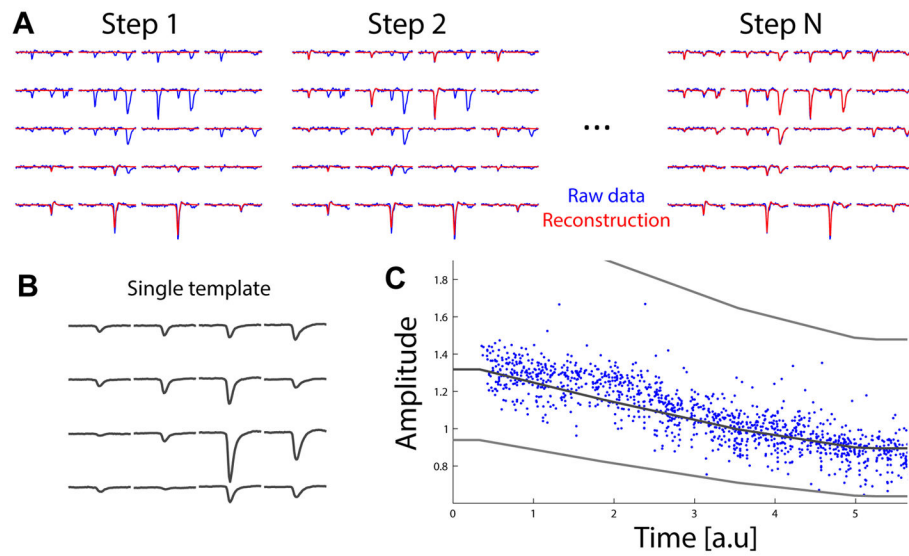 A
Step 1
Step 2
Step N
...
Raw data
Reconstruction
B
Single template
C
Amplitude
1.8
1.6
1.4
1.2
1
0.8
0
1
2
3
4
5
Time [a.u]